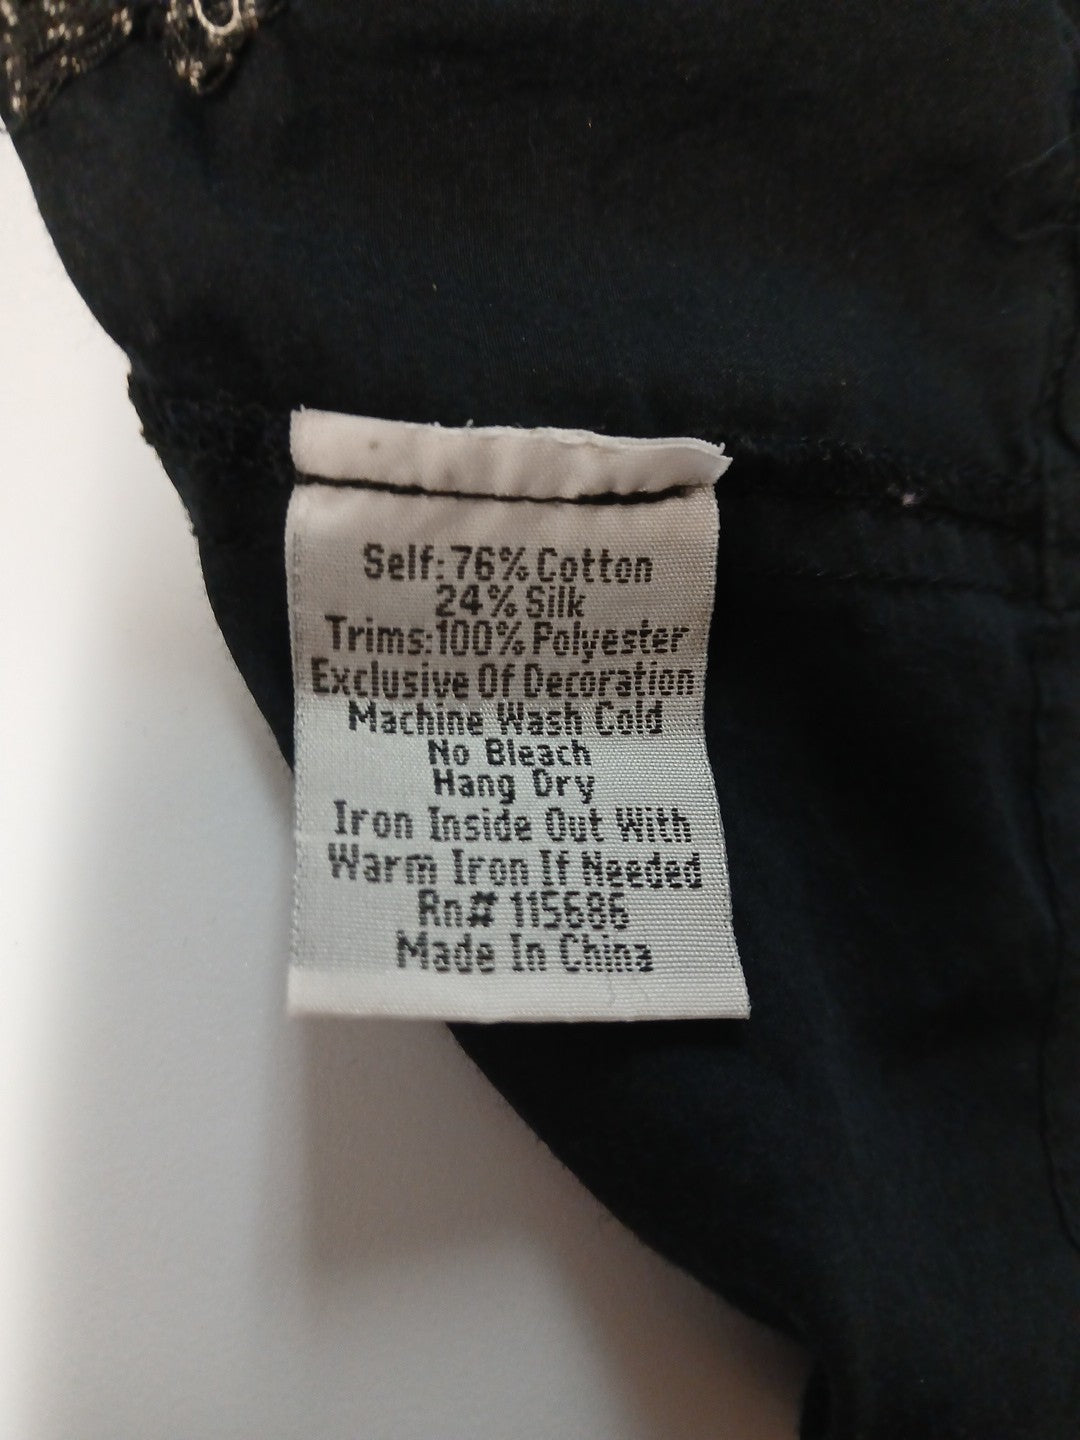 Self: 76% Cotton
24% Silk
Trims: 100% Polyester
Exclusive Of Decoration
Machine Wash Cold
No Bleach
Hang Dry
Iron Inside Out With
Warm Iron If Needed
Rn# 115686
Made In China